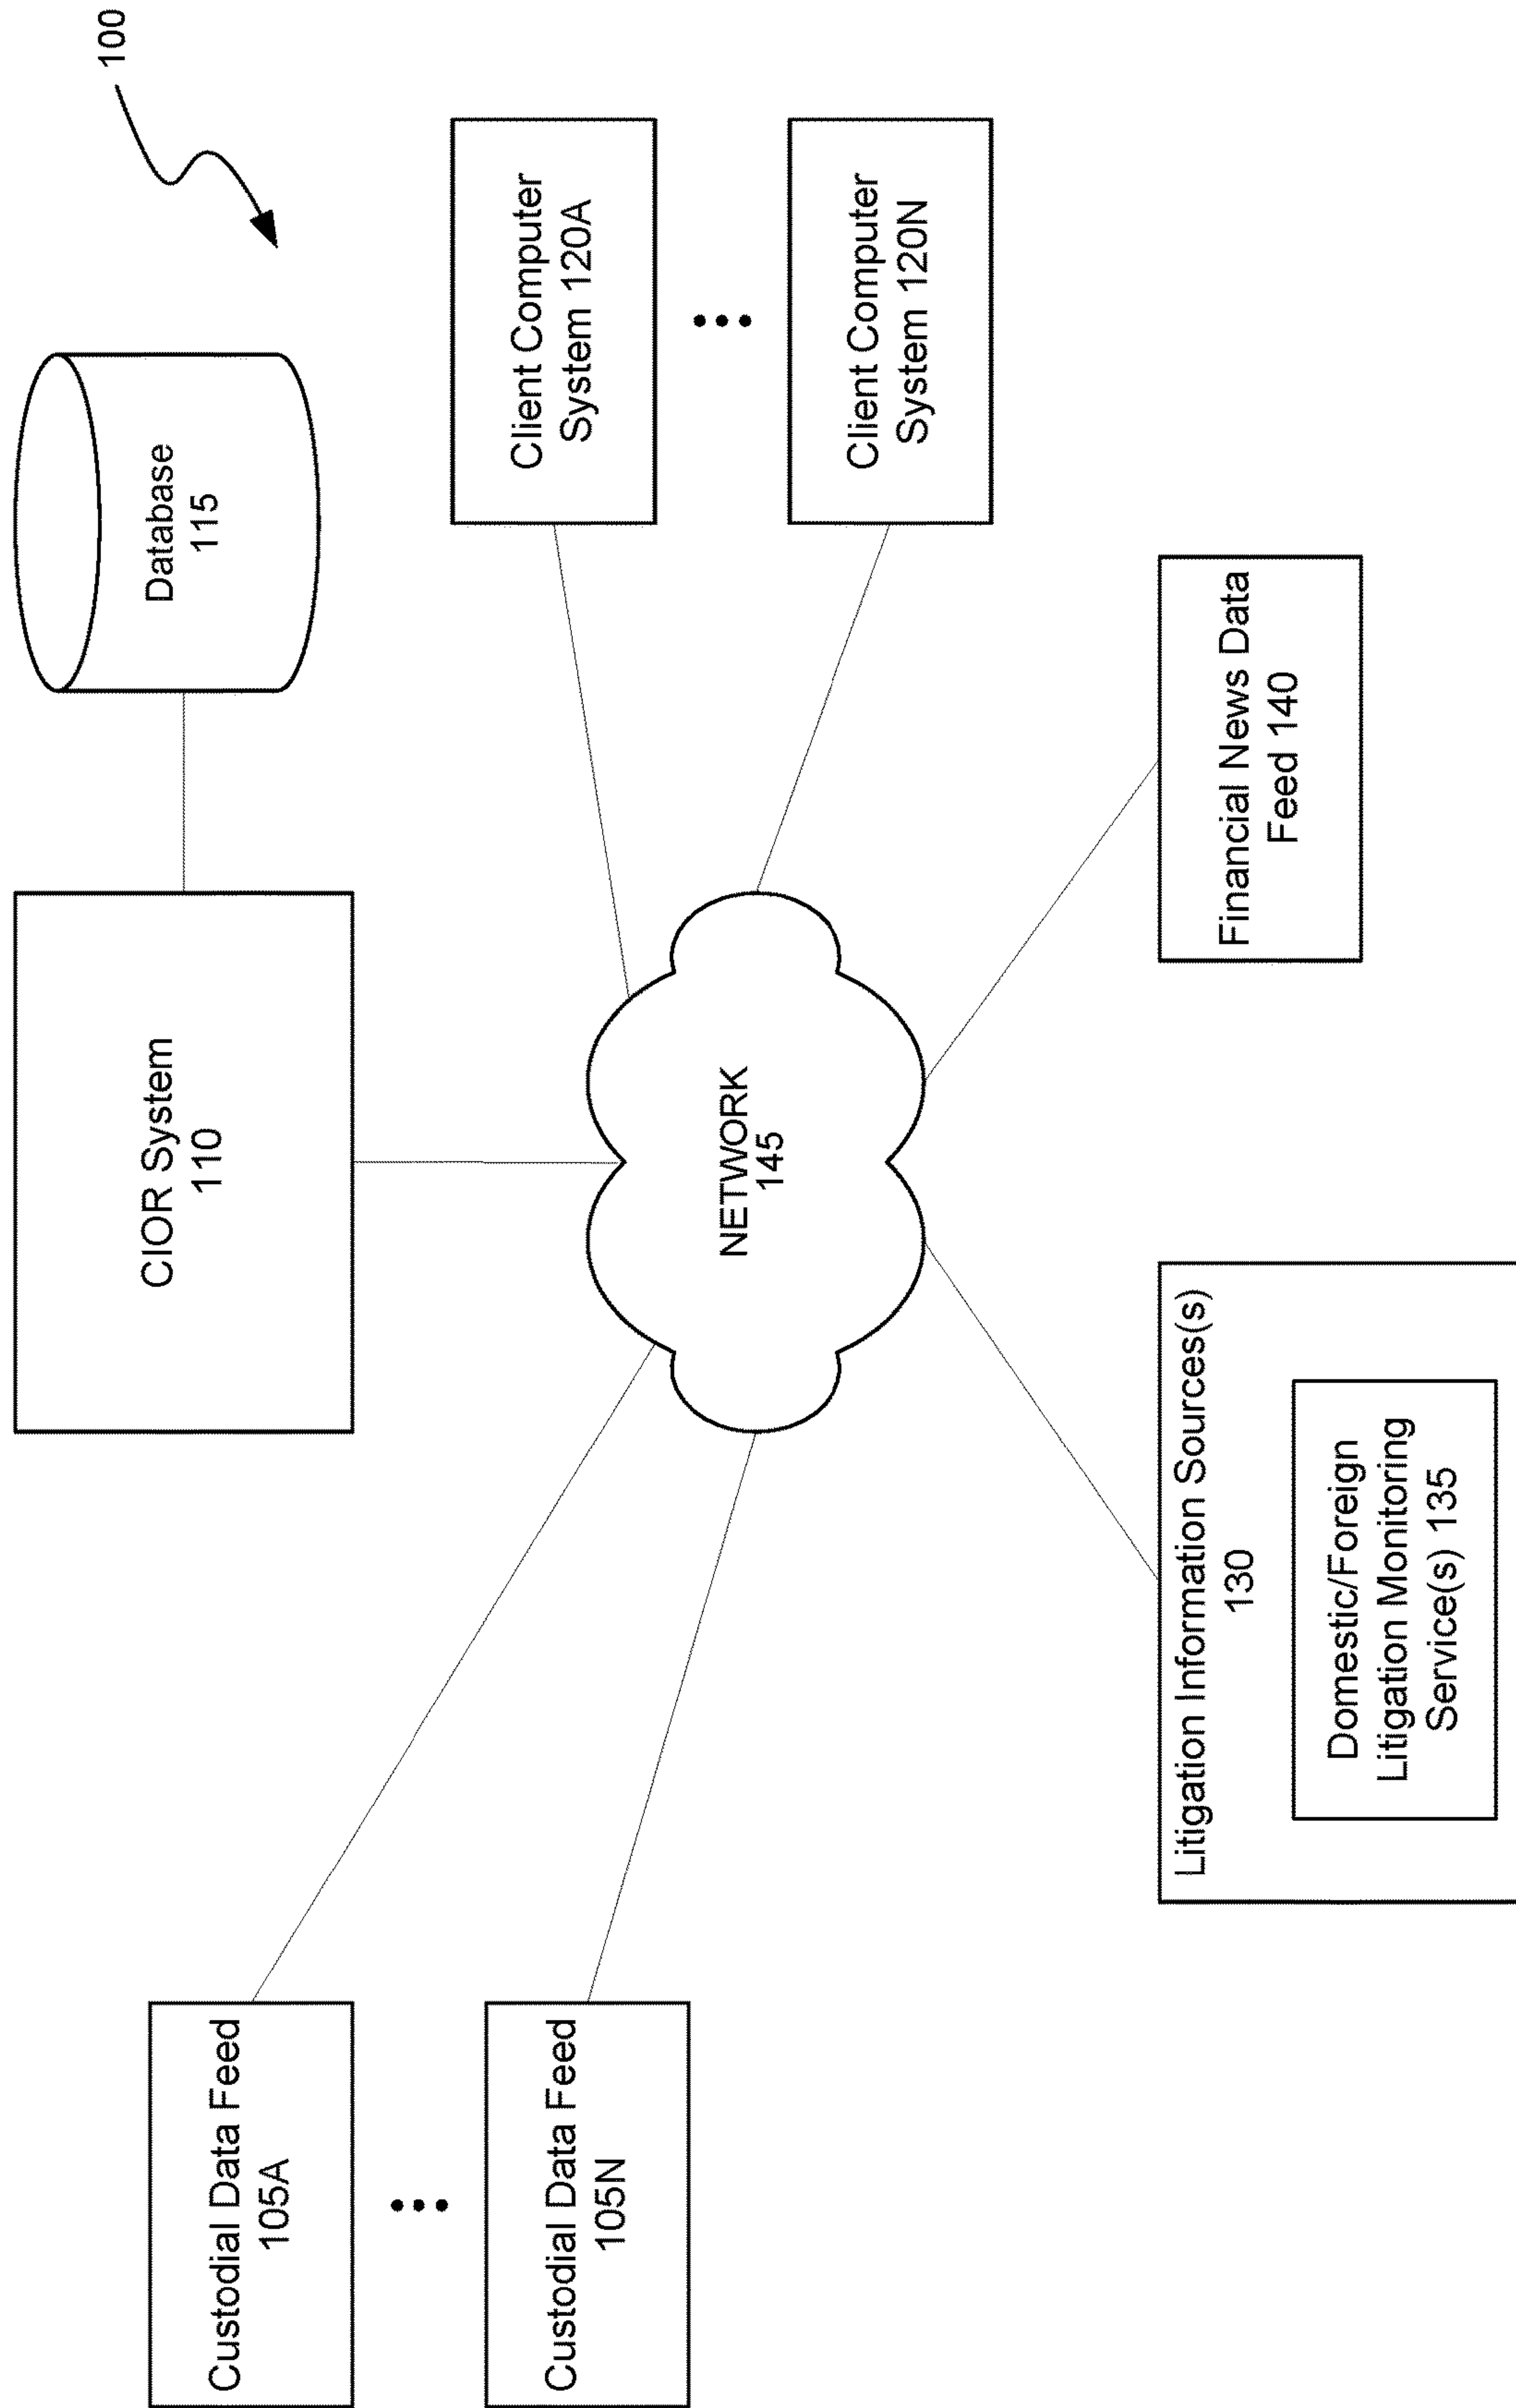 100
CIOR System
110
Database
115
Custodial Data Feed
105A
Custodial Data Feed
105N
NETWORK
145
Client Computer
System 120A
Client Computer
System 120N
Litigation Information Sources(s)
130
Domestic/Foreign
Litigation Monitoring
Service(s) 135
Financial News Data
Feed 140